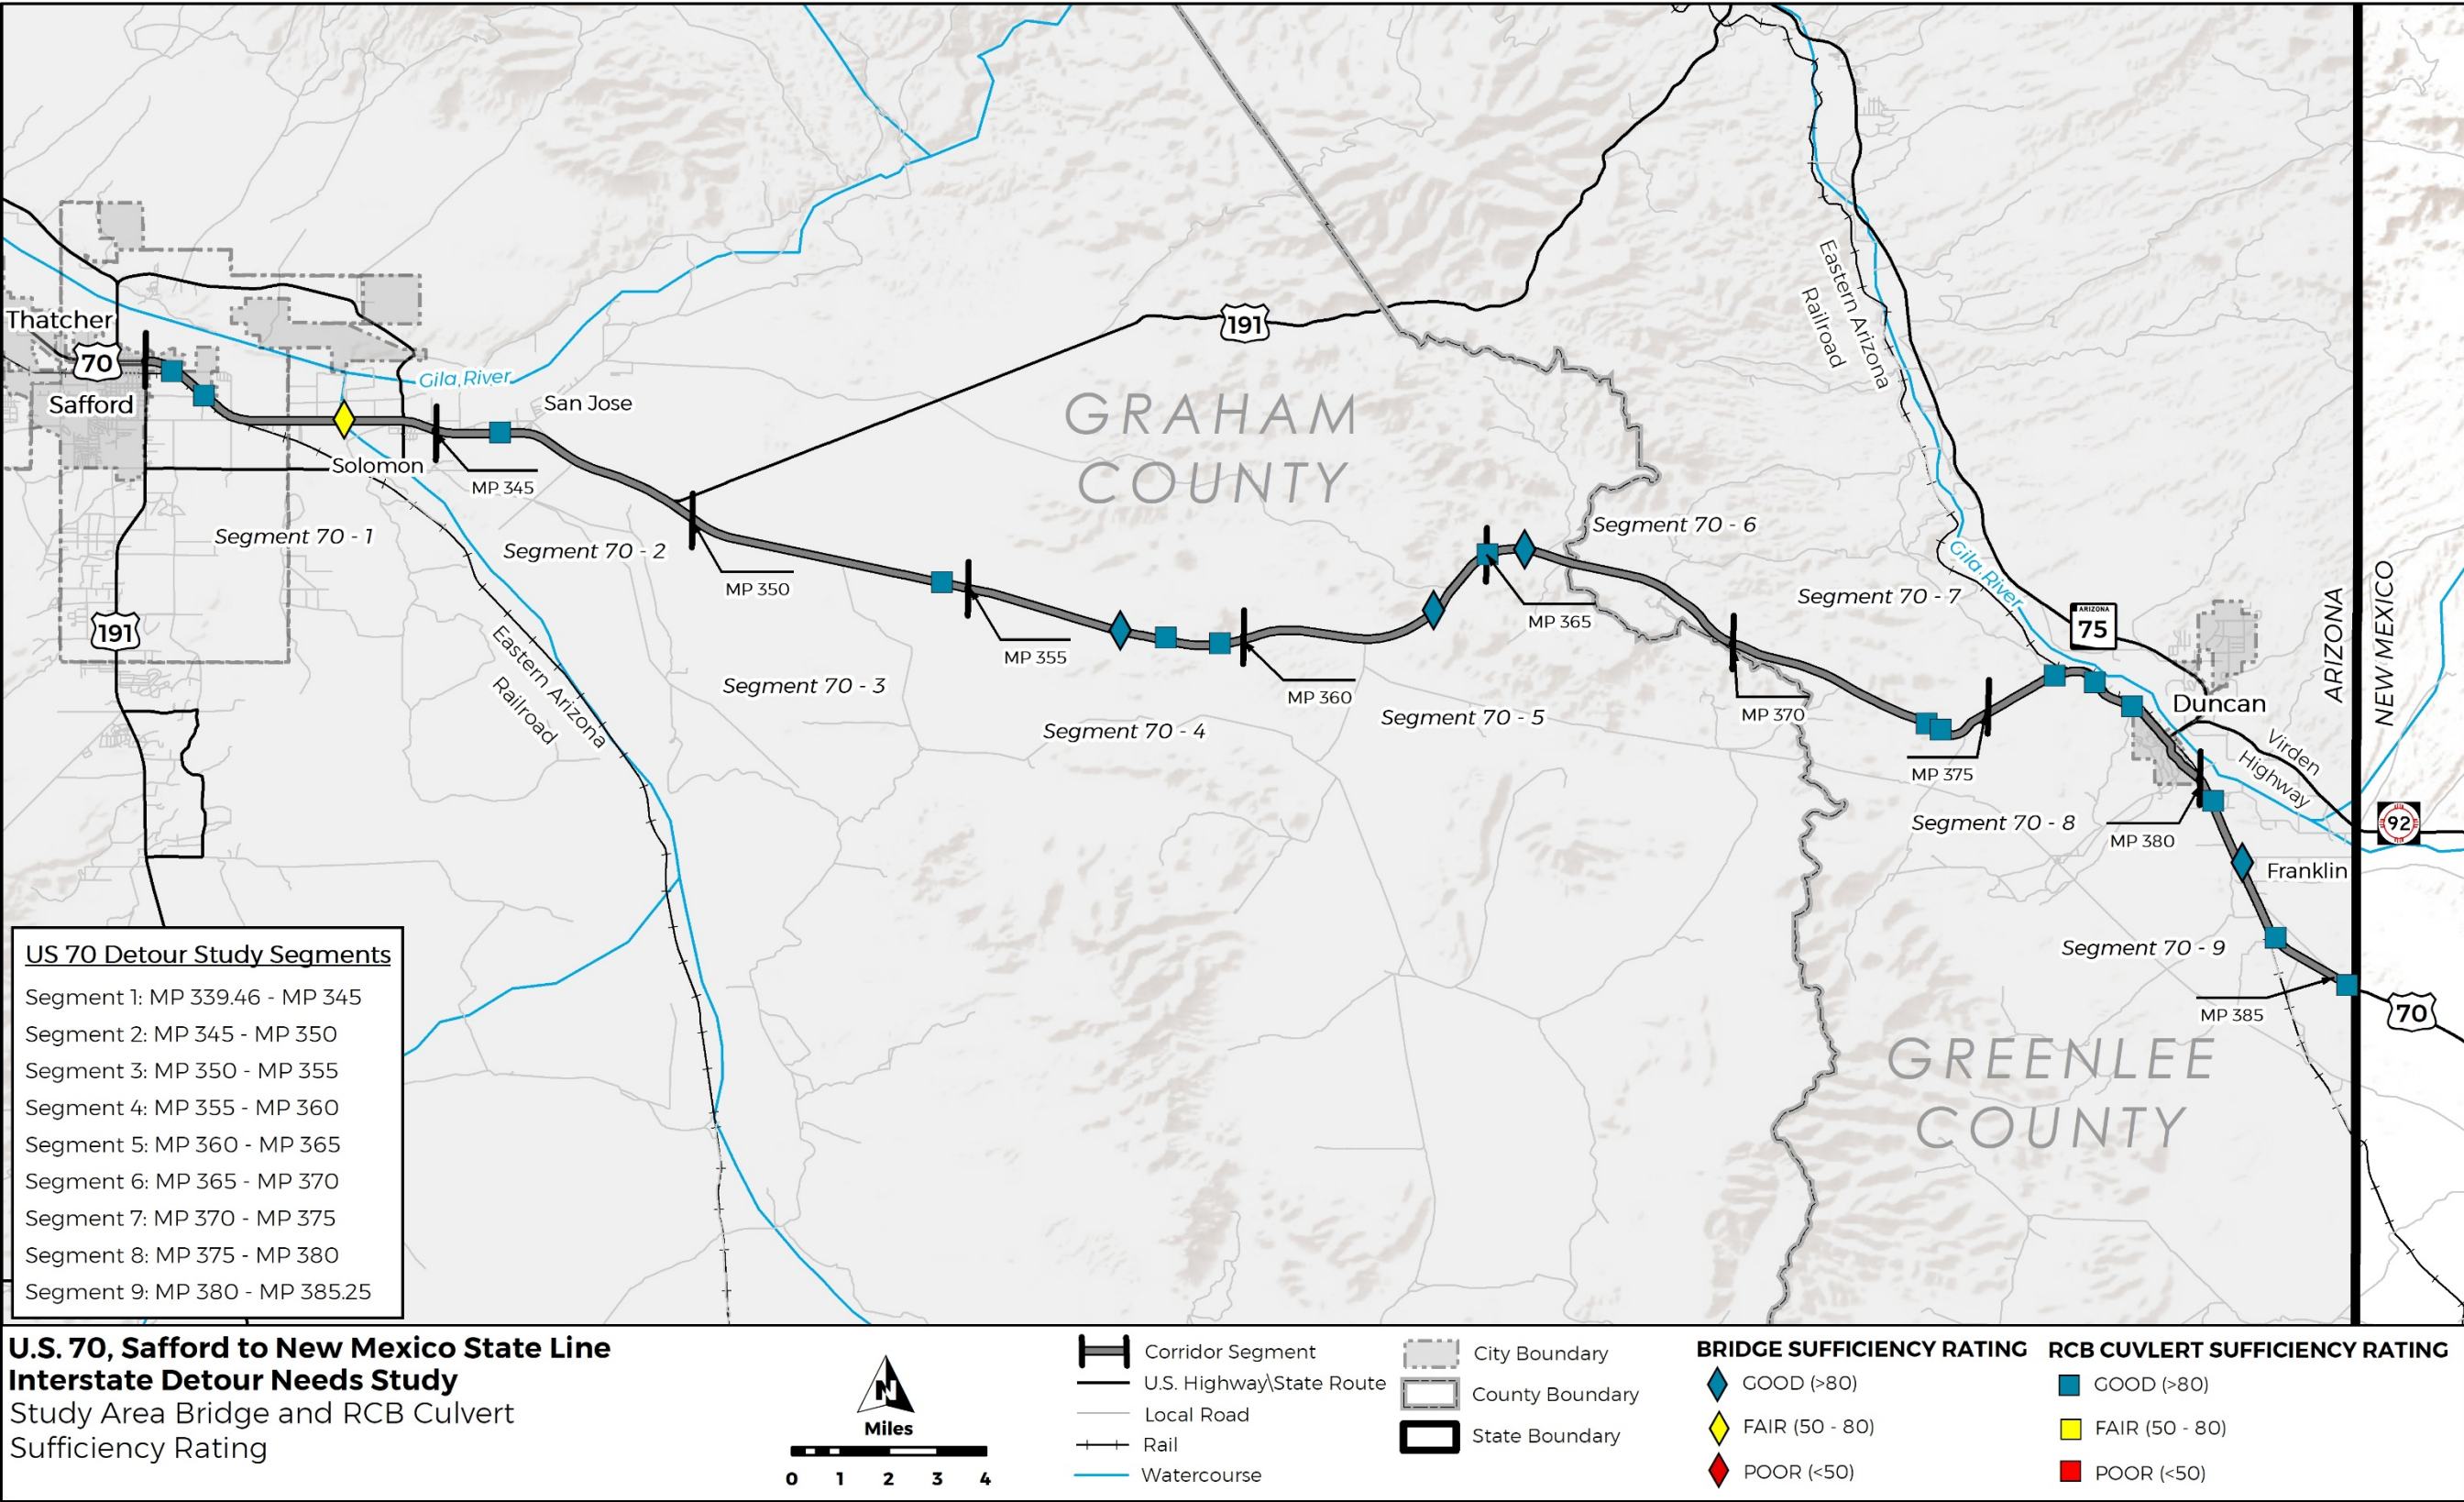 Thatcher
70
Safford
Gila River
San Jose
Solomon
MP 345
Segment 70 - 1
Segment 70 - 2
MP 350
191
191
GRAHAM
COUNTY
Eastern Arizona
Railroad
Segment 70 - 3
MP 355
Segment 70 - 4
MP 360
Segment 70 - 5
MP 365
Segment 70 - 6
MP 370
Segment 70 - 7
MP 375
Segment 70 - 8
MP 380
Segment 70 - 9
MP 385
Eastern Arizona
Railroad
Gila River
ARIZONA
75
Duncan
Virden
Highway
Franklin
ARIZONA
NEW MEXICO
92
70
GREENLEE
COUNTY
US 70 Detour Study Segments
Segment 1: MP 339.46 - MP 345
Segment 2: MP 345 - MP 350
Segment 3: MP 350 - MP 355
Segment 4: MP 355 - MP 360
Segment 5: MP 360 - MP 365
Segment 6: MP 365 - MP 370
Segment 7: MP 370 - MP 375
Segment 8: MP 375 - MP 380
Segment 9: MP 380 - MP 385.25
U.S. 70, Safford to New Mexico State Line
Interstate Detour Needs Study
Study Area Bridge and RCB Culvert
Sufficiency Rating
N
Miles
0 1 2 3 4
Corridor Segment
U.S. Highway\State Route
Local Road
Rail
Watercourse
City Boundary
County Boundary
State Boundary
BRIDGE SUFFICIENCY RATING
GOOD (>80)
FAIR (50 - 80)
POOR (<50)
RCB CUVLERT SUFFICIENCY RATING
GOOD (>80)
FAIR (50 - 80)
POOR (<50)